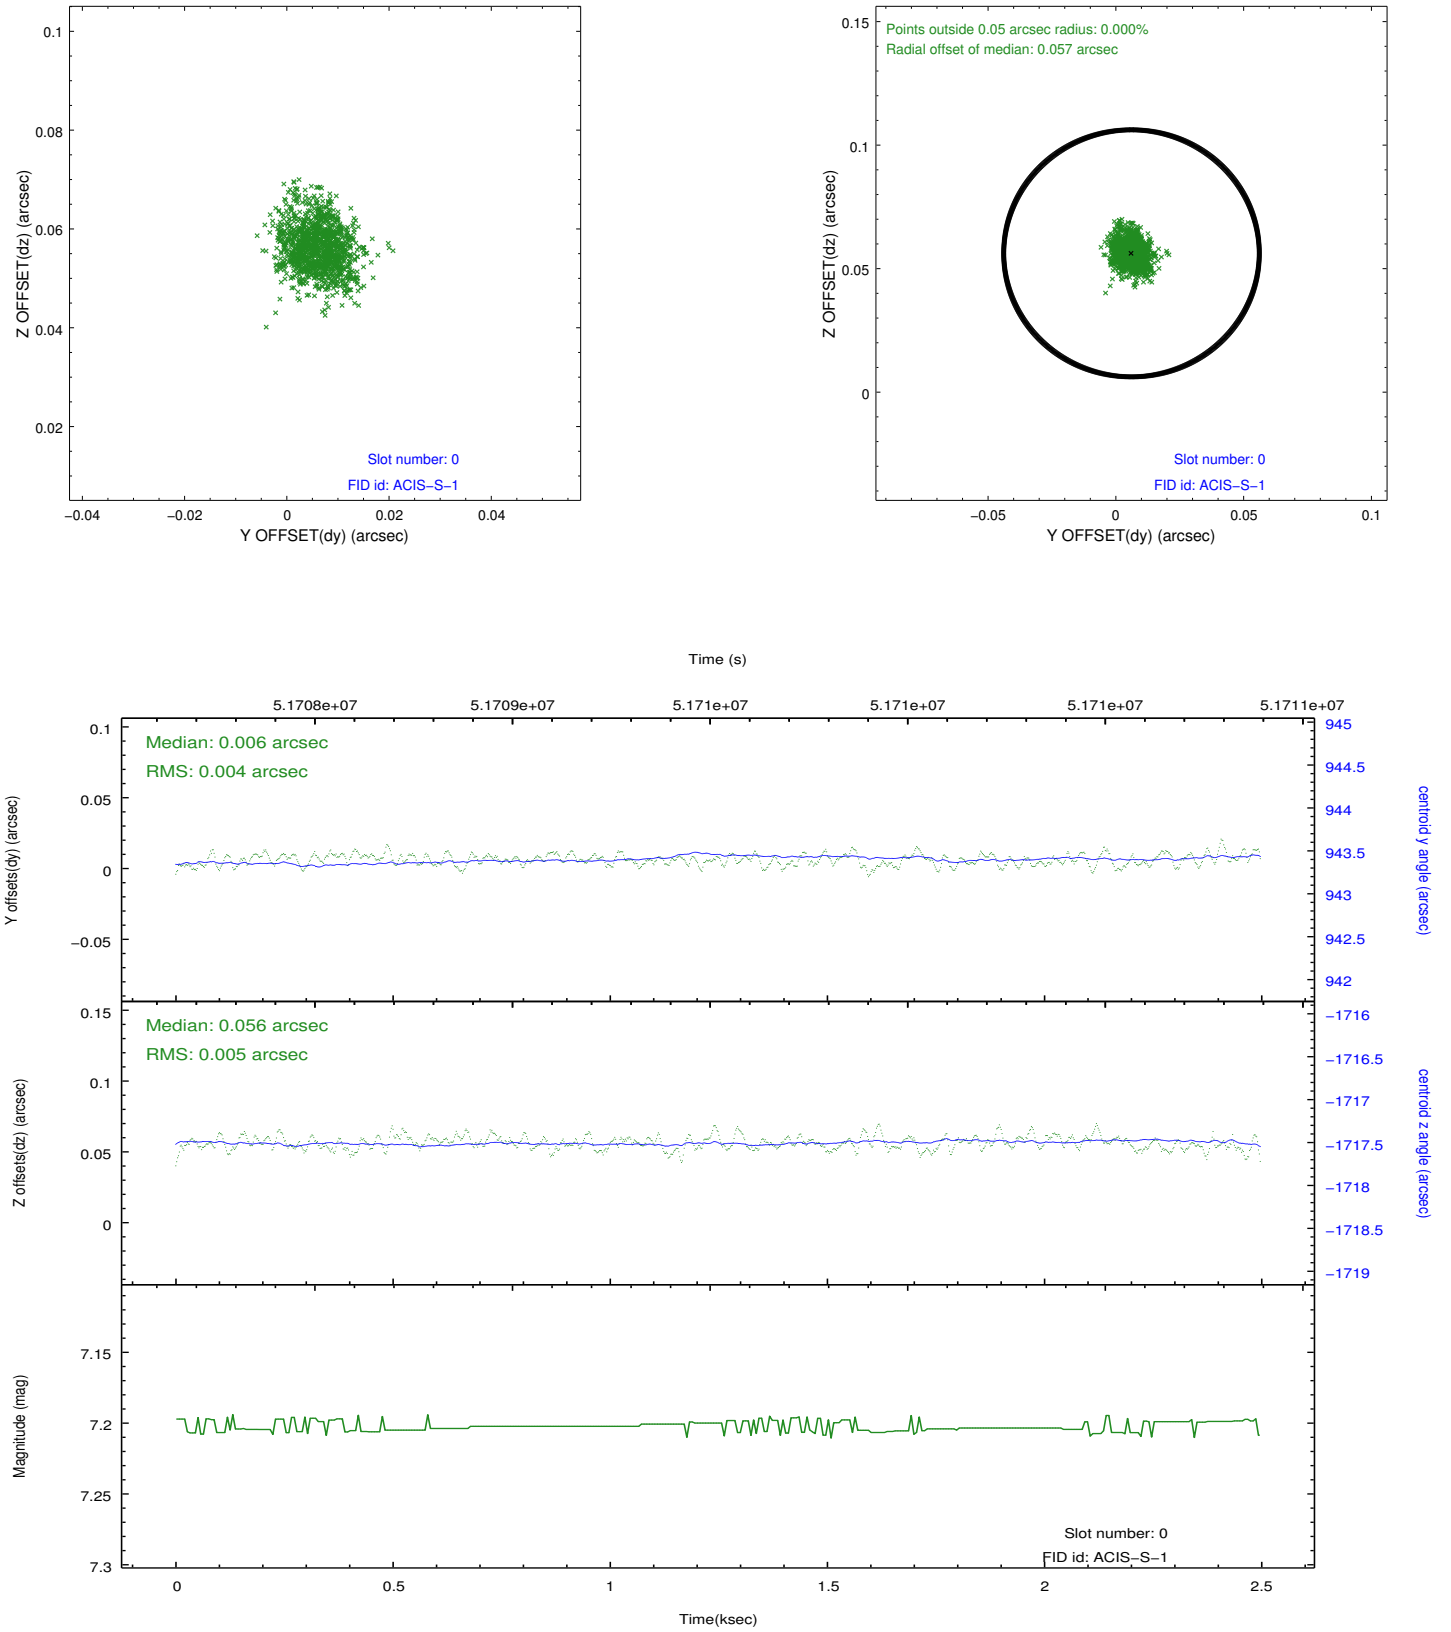 0.1
0.08
0.06
0.04
0.02
Z OFFSET(dz) (arcsec)
Slot number: 0
FID id: ACIS−S−1
−0.04 −0.02 0 0.02 0.04
Y OFFSET(dy) (arcsec)
Points outside 0.05 arcsec radius: 0.000%
Radial offset of median: 0.057 arcsec
0.15
0.1
0.05
0
Z OFFSET(dz) (arcsec)
Slot number: 0
FID id: ACIS−S−1
−0.05 0 0.05 0.1
Y OFFSET(dy) (arcsec)
Time (s)
5.1708e+07 5.1709e+07 5.171e+07 5.171e+07 5.171e+07 5.1711e+07
Median: 0.006 arcsec
RMS: 0.004 arcsec
0.1
0.05
0
−0.05
Y offsets(dy) (arcsec)
945
944.5
944
943.5
943
942.5
942
centroid y angle (arcsec)
Median: 0.056 arcsec
RMS: 0.005 arcsec
0.15
0.1
0.05
0
Z offsets(dz) (arcsec)
−1716
−1716.5
−1717
−1717.5
−1718
−1718.5
−1719
centroid z angle (arcsec)
7.15
7.2
7.25
7.3
Magnitude (mag)
Slot number: 0
FID id: ACIS−S−1
0 0.5 1 1.5 2 2.5
Time(ksec)